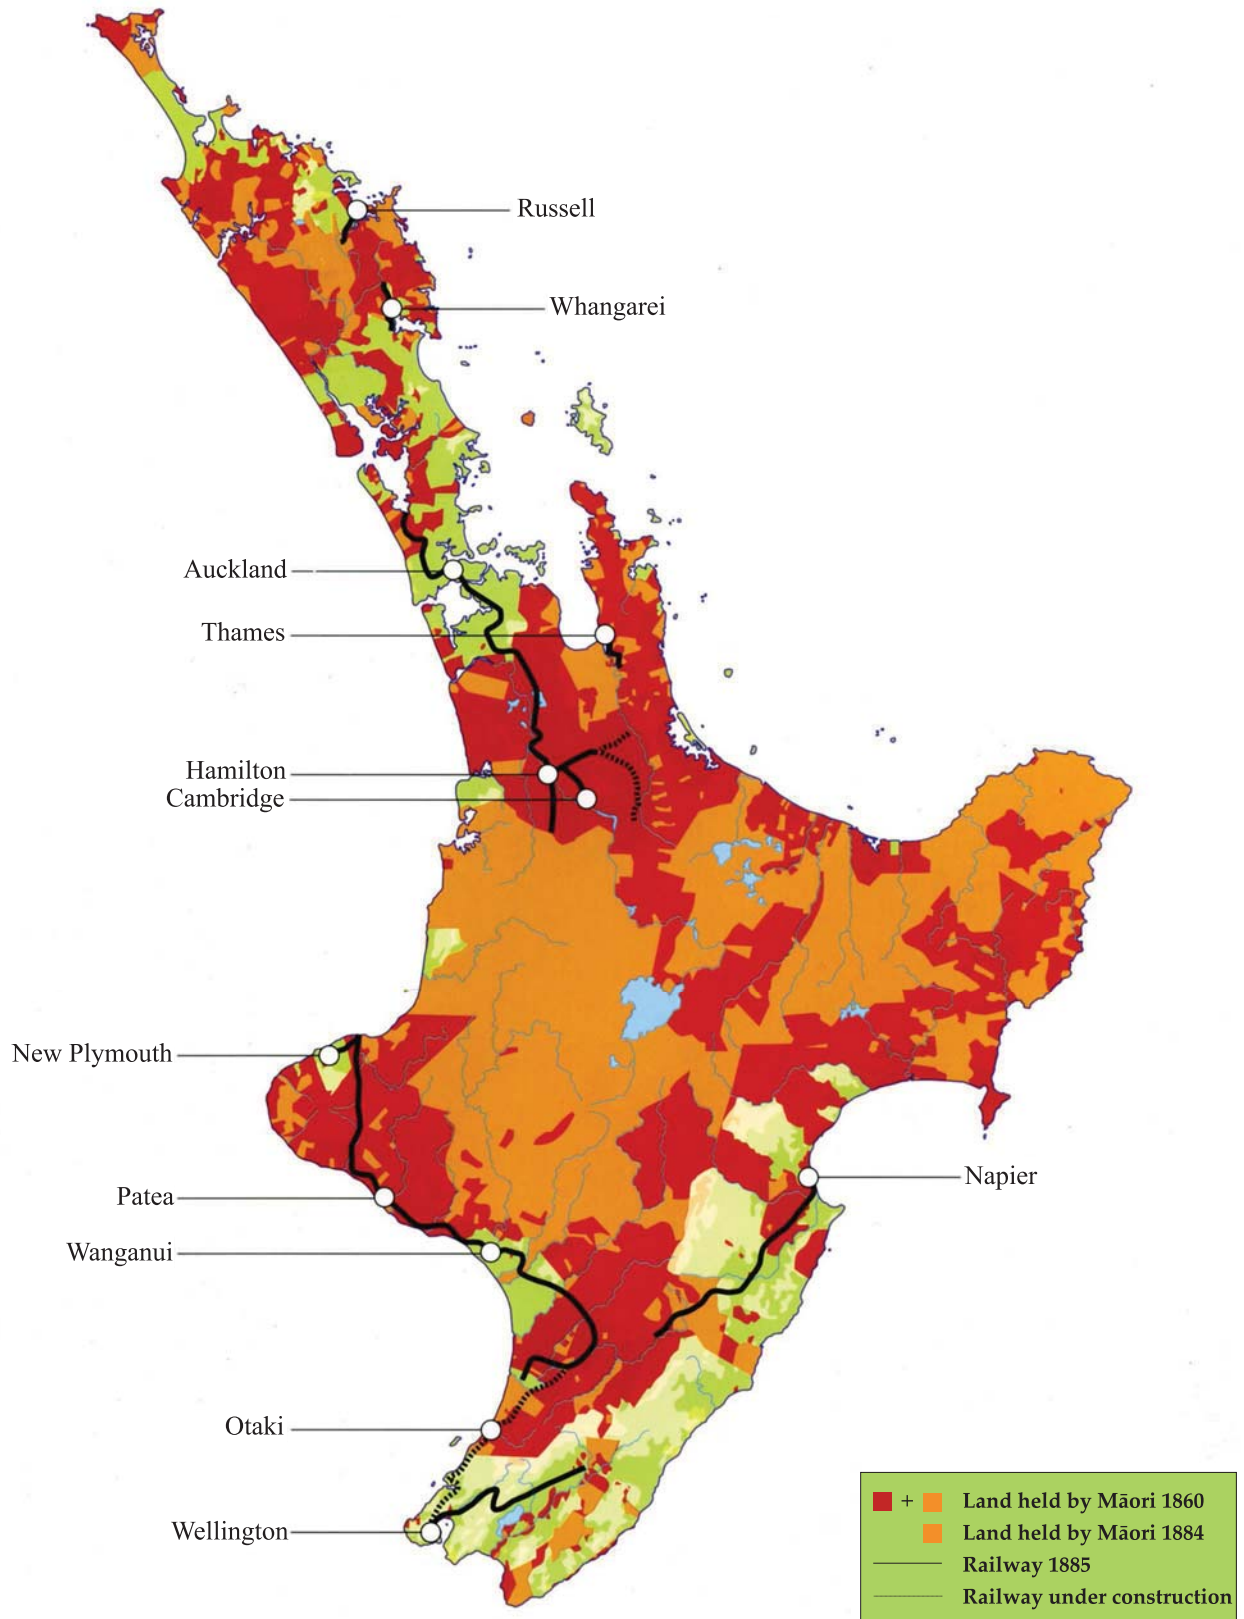 Russell
Whangarei
Auckland
Thames
Hamilton
Cambridge
New Plymouth
Patea
Napier
Wanganui
Otaki
Wellington
+ Land held by Māori 1860
Land held by Māori 1884
Railway 1885
Railway under construction